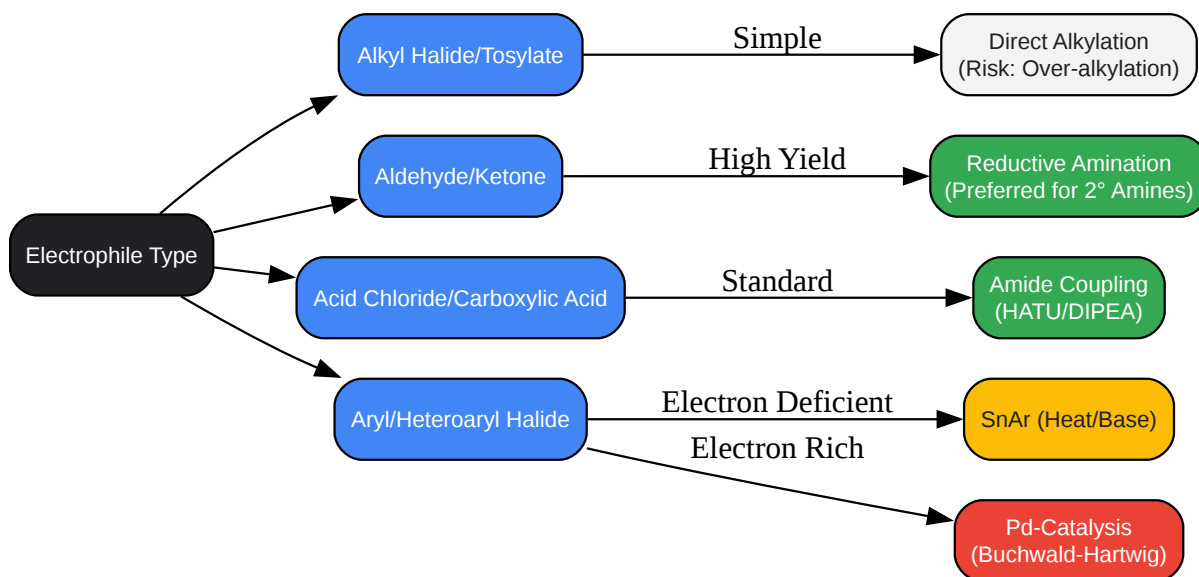 Alkyl Halide/Tosylate
Simple
Direct Alkylation
(Risk: Over-alkylation)
Aldehyde/Ketone
High Yield
Reductive Amination
(Preferred for 2° Amines)
Electrophile Type
Acid Chloride/Carboxylic Acid
Standard
Amide Coupling
(HATU/DIPEA)
Aryl/Heteroaryl Halide
Electron Deficient
SnAr (Heat/Base)
Electron Rich
Pd-Catalysis
(Buchwald-Hartwig)